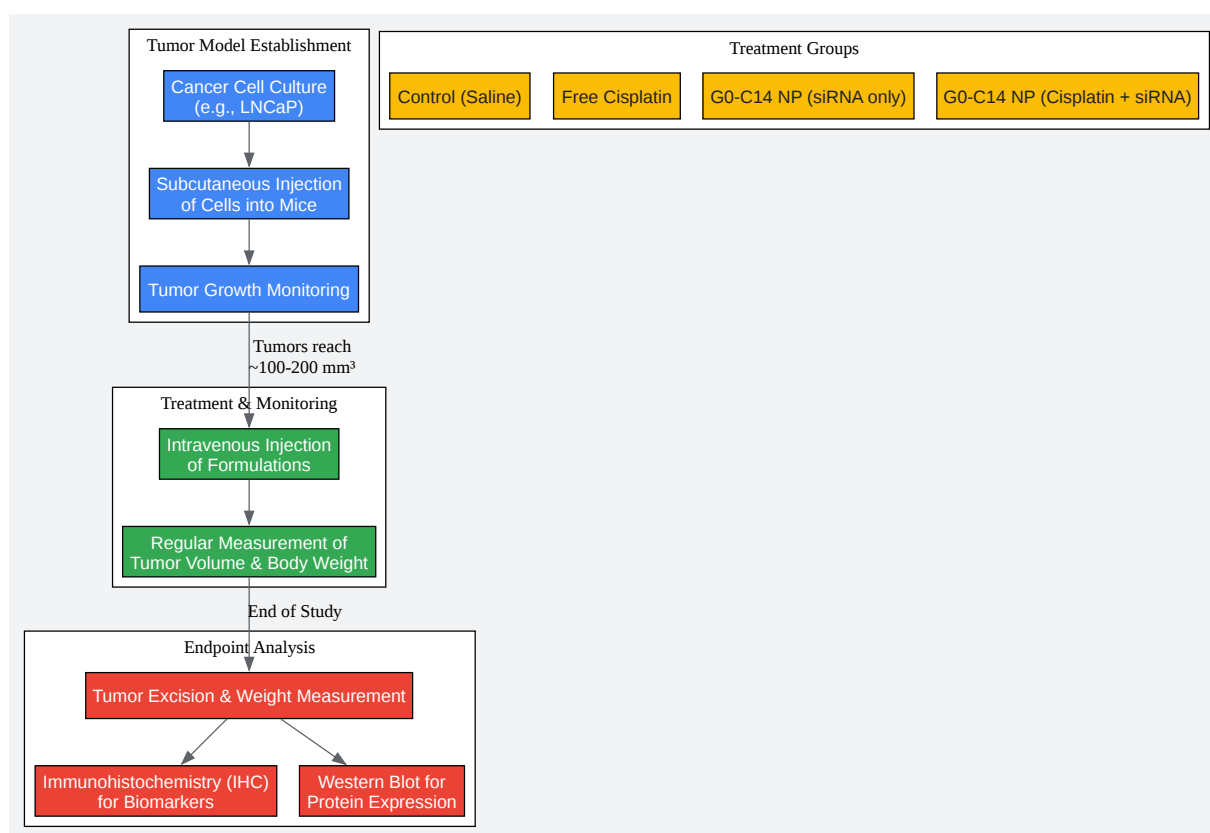 Tumor Model Establishment
Cancer Cell Culture
(e.g., LNCaP)
Subcutaneous Injection
of Cells into Mice
Tumor Growth Monitoring
Tumors reach
~100-200 mm³
Treatment & Monitoring
Intravenous Injection
of Formulations
Regular Measurement of
Tumor Volume & Body Weight
End of Study
Endpoint Analysis
Tumor Excision & Weight Measurement
Immunohistochemistry (IHC)
for Biomarkers
Western Blot for
Protein Expression
Treatment Groups
Control (Saline)
Free Cisplatin
G0-C14 NP (siRNA only)
G0-C14 NP (Cisplatin + siRNA)